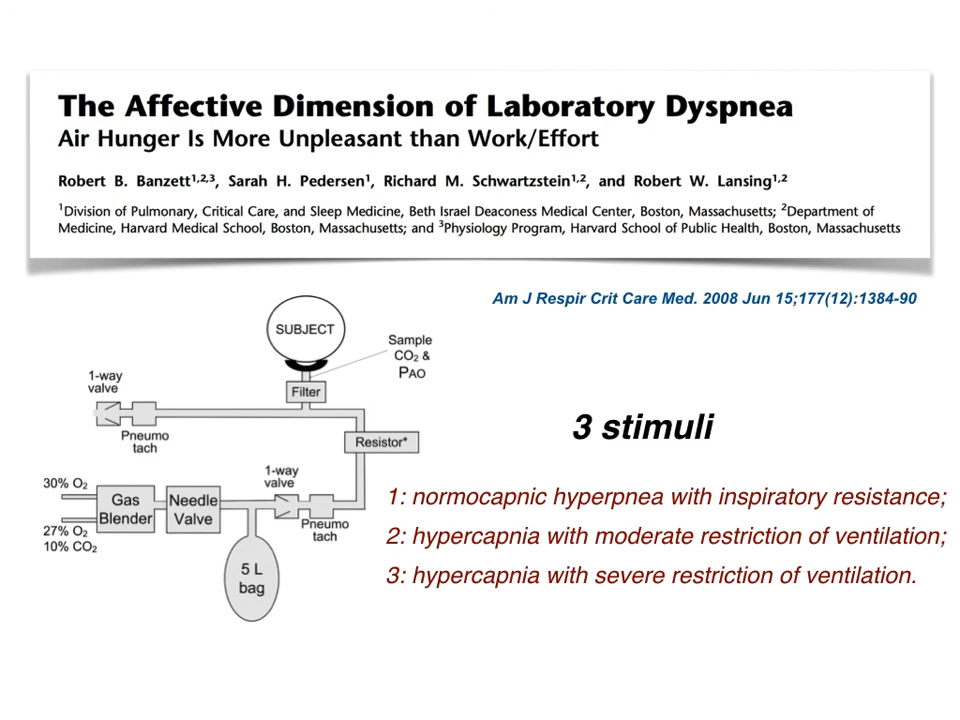 The Affective Dimension of Laboratory Dyspnea
Air Hunger Is More Unpleasant than Work/Effort
Robert B. Banzett1,2,3, Sarah H. Pedersen1, Richard M. Schwartzstein1,2, and Robert W. Lansing1,2
1Division of Pulmonary, Critical Care, and Sleep Medicine, Beth Israel Deaconess Medical Center, Boston, Massachusetts; 2Department of
Medicine, Harvard Medical School, Boston, Massachusetts; and 3Physiology Program, Harvard School of Public Health, Boston, Massachusetts
Am J Respir Crit Care Med. 2008 Jun 15;177(12):1384-90
SUBJECT
Sample
CO2 &
PAO
Filter
1-way
valve
Pneumo
tach
Resistor*
30% O2
27% O2
10% CO2
Gas
Blender
Needle
Valve
1-way
valve
Pneumo
tach
5 L
bag
3 stimuli
1: normocapnic hyperpnea with inspiratory resistance;
2: hypercapnia with moderate restriction of ventilation;
3: hypercapnia with severe restriction of ventilation.